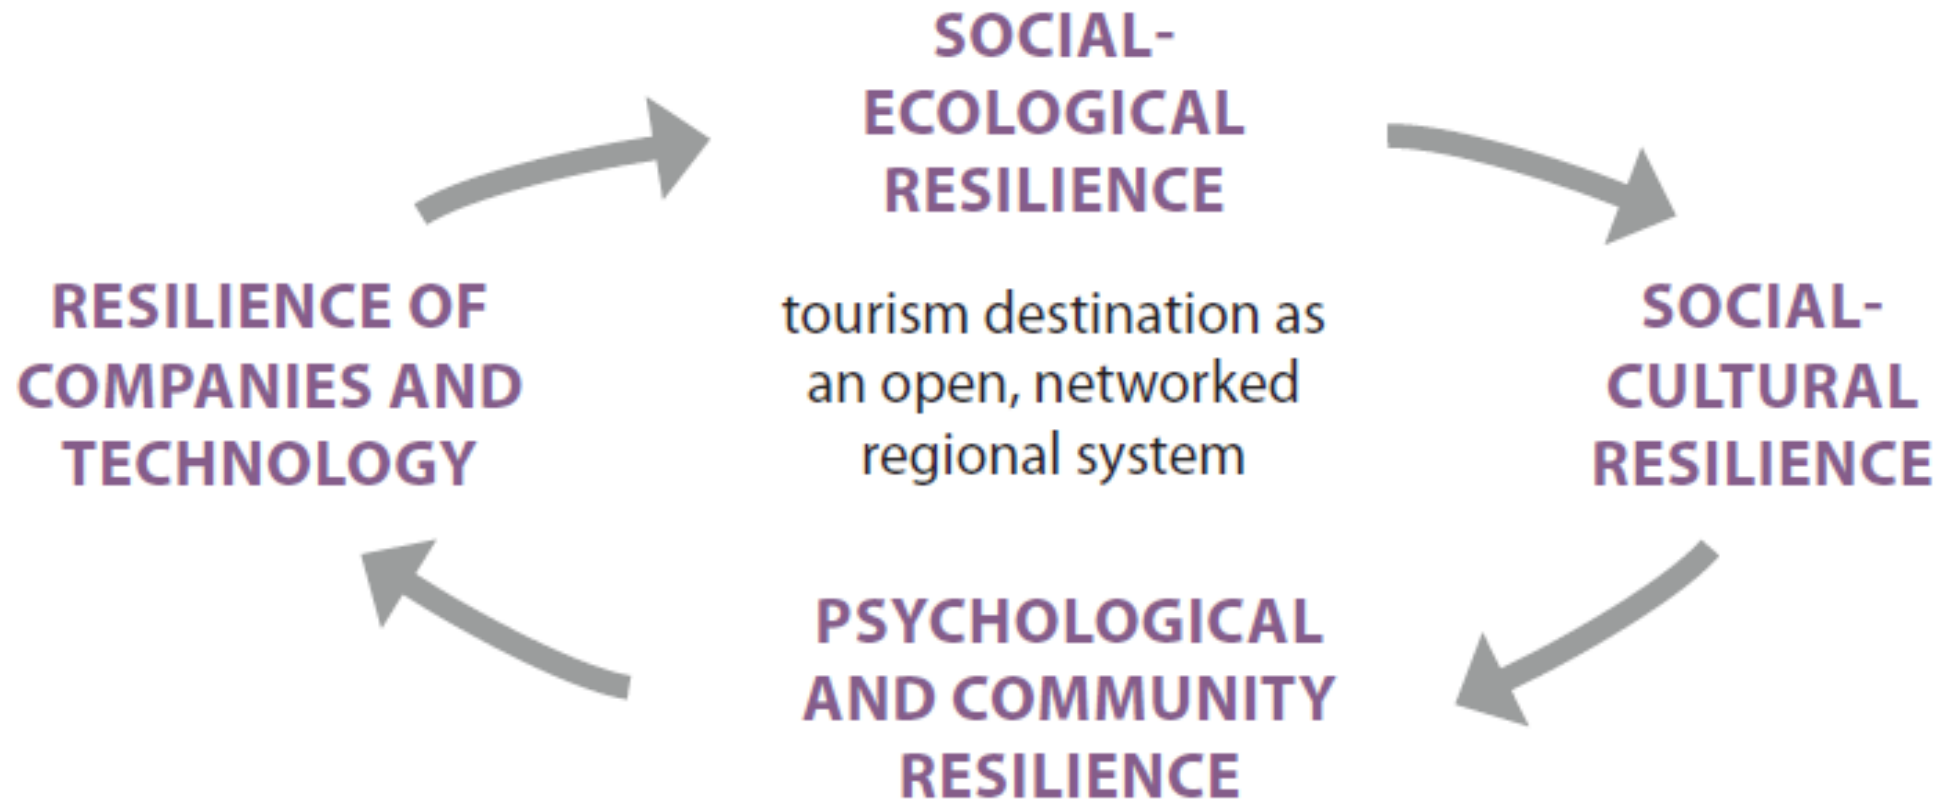 SOCIAL-
ECOLOGICAL
RESILIENCE
RESILIENCE OF
COMPANIES AND
TECHNOLOGY
tourism destination as
an open, networked
regional system
SOCIAL-
CULTURAL
RESILIENCE
PSYCHOLOGICAL
AND COMMUNITY
RESILIENCE